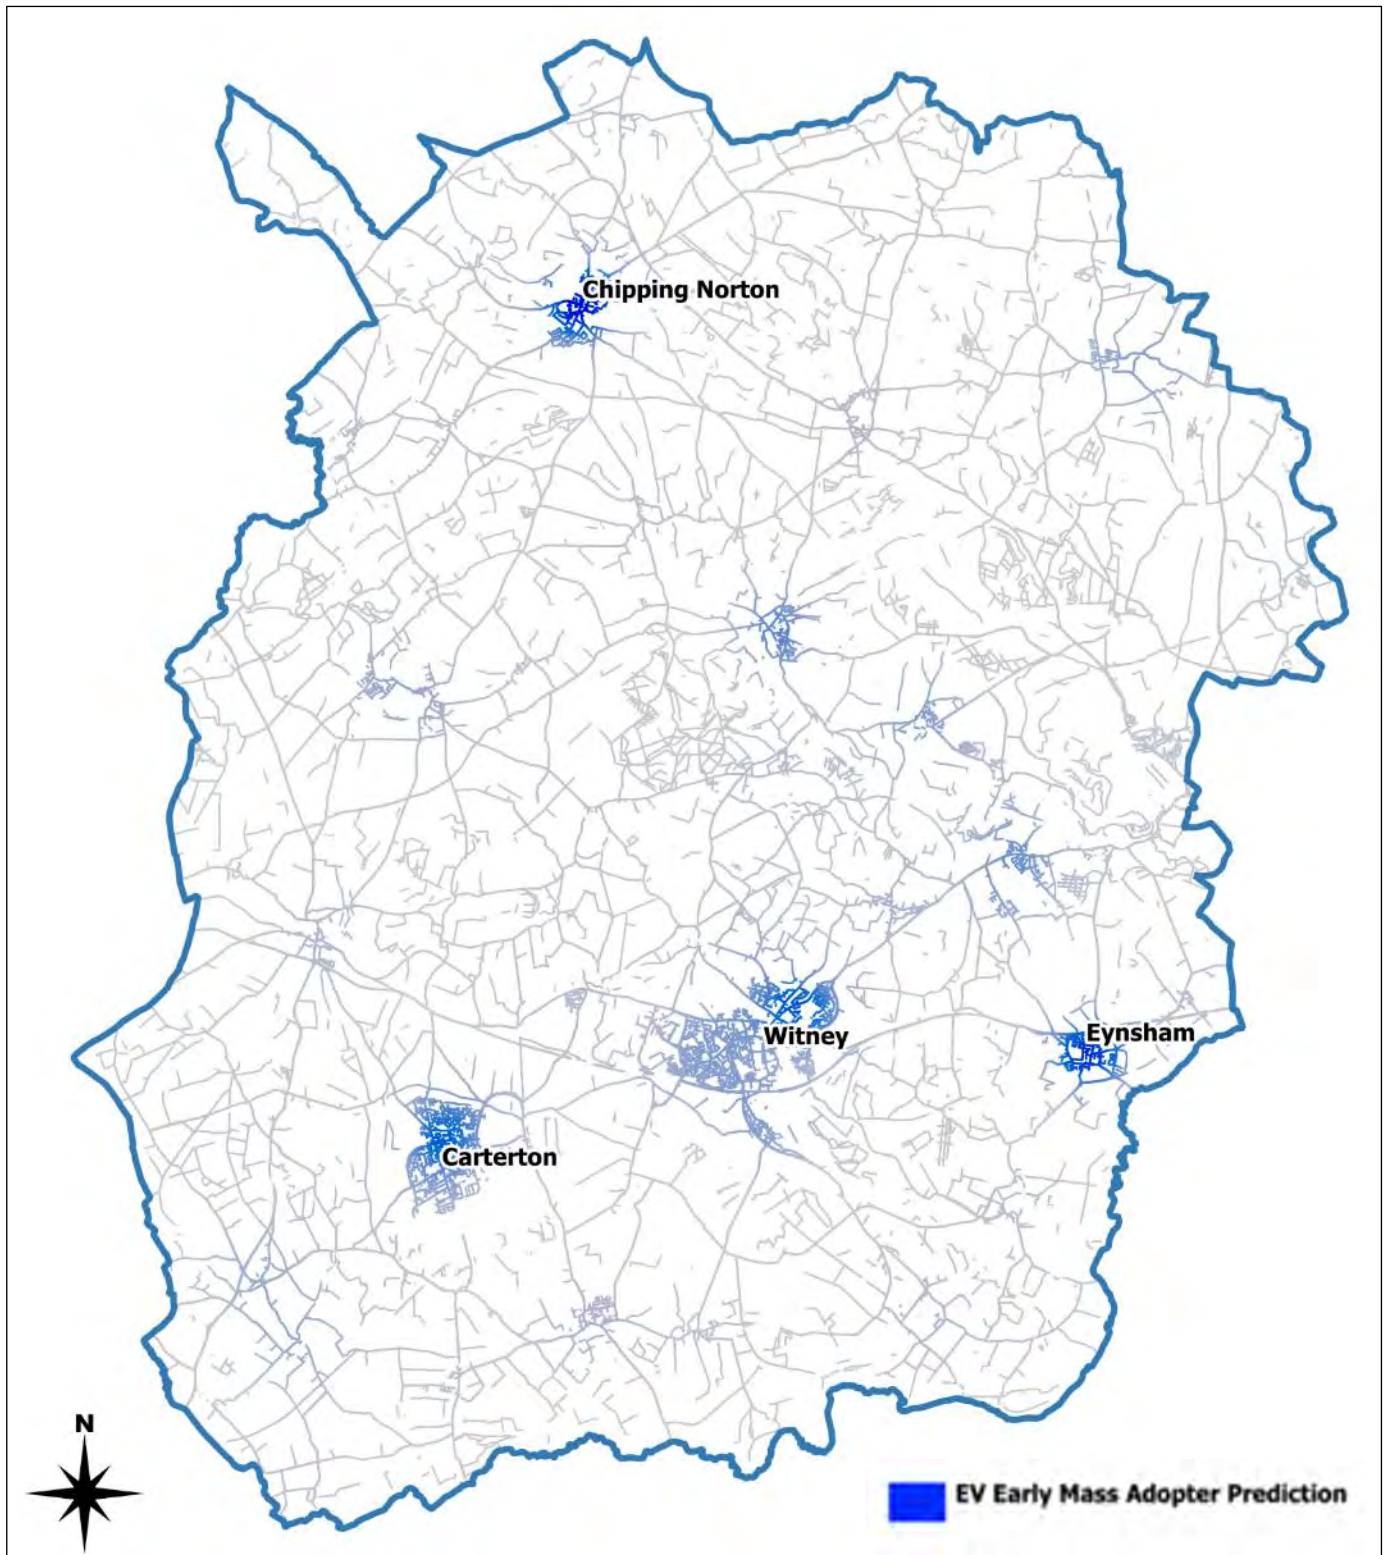 Chipping Norton
Witney
Eynsham
Carterton
N
EV Early Mass Adopter Prediction